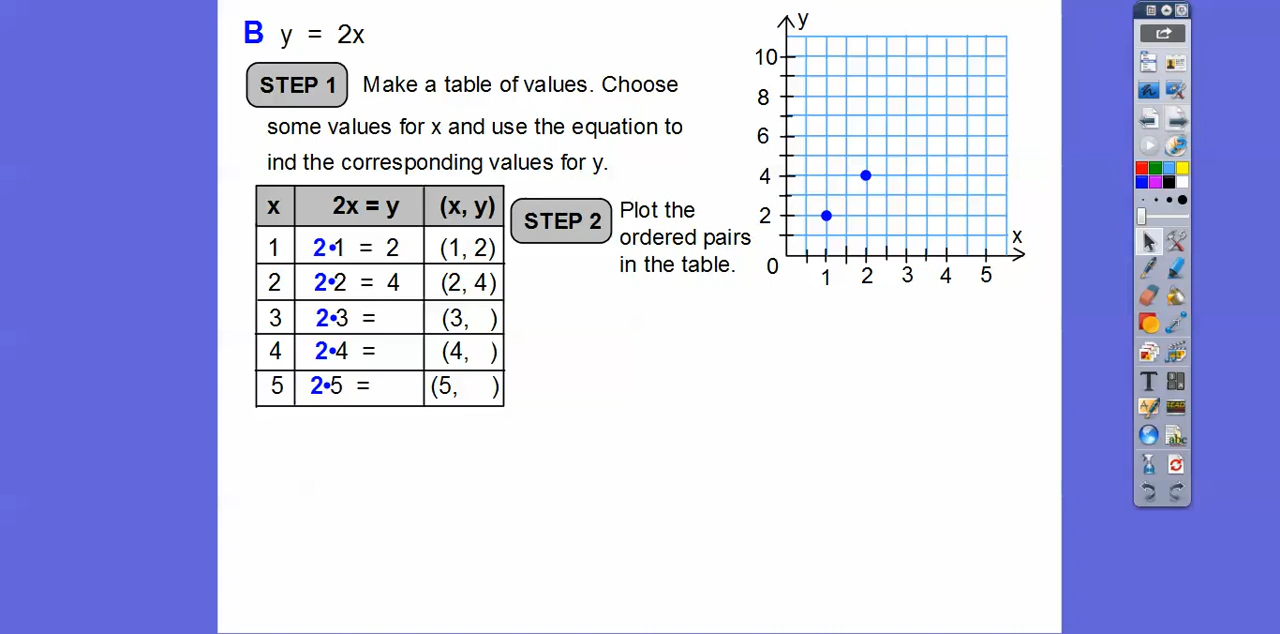 B y = 2x
STEP 1 Make a table of values. Choose
some values for x and use the equation to
ind the corresponding values for y.
x 2x = y (x, y)
1 2•1 = 2 (1, 2)
2 2•2 = 4 (2, 4)
3 2•3 = (3, )
4 2•4 = (4, )
5 2•5 = (5, )
STEP 2 Plot the
ordered pairs
in the table.
y
10
8
6
4
2
0
1 2 3 4 5
x
T
abc